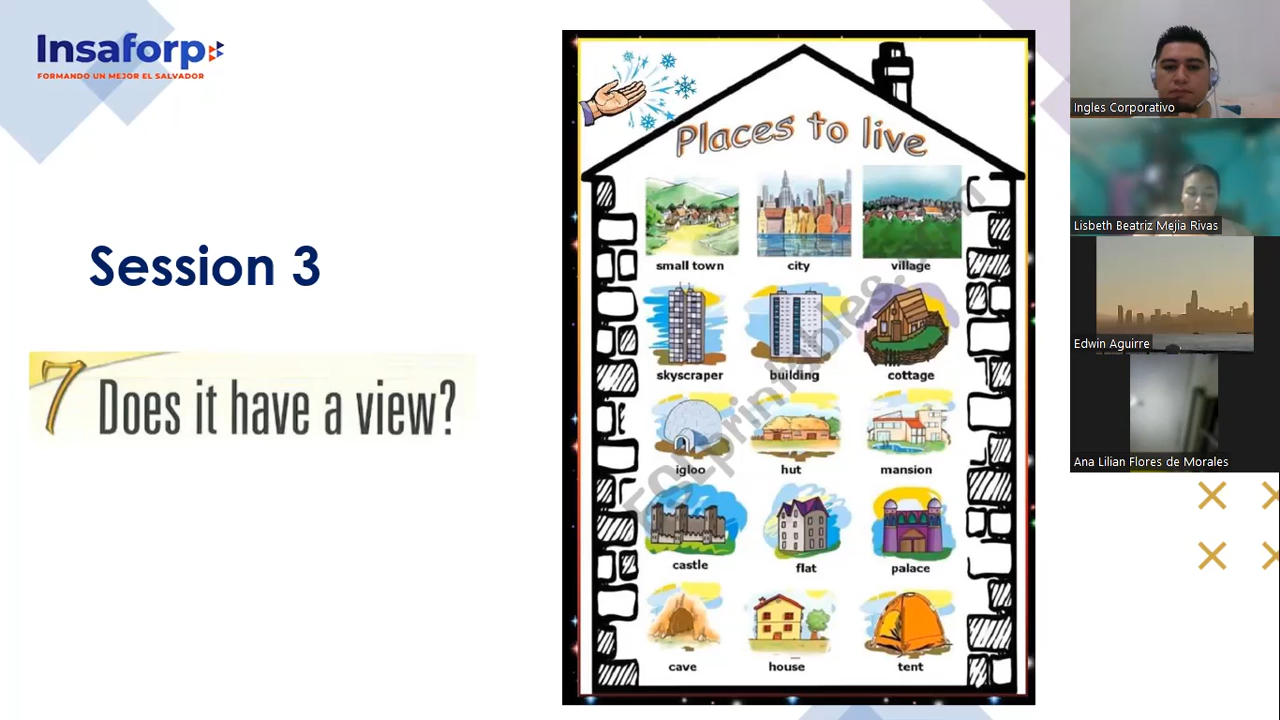 Insaforp
FORMANDO UN MEJOR EL SALVADOR
Session 3
7 Does it have a view?
Places to live
small town city village
skyscraper building cottage
igloo hut mansion
castle flat palace
cave house tent
ESLprintables.com
Ingles Corporativo
Lisbeth Beatriz Mejia Rivas
Edwin Aguirre
Ana Lilian Flores de Morales